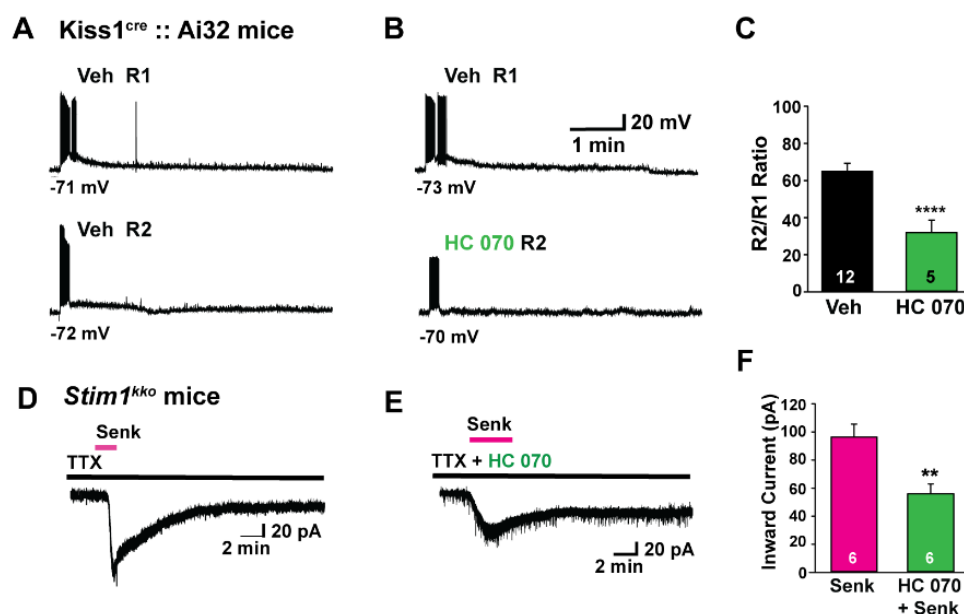 A Kiss1cre :: Ai32 mice
Veh R1
-71 mV
Veh R2
-72 mV
B
Veh R1
20 mV
1 min
-73 mV
HC 070 R2
-70 mV
C
R2/R1 Ratio
100
80
60
40
20
0
****
12
5
Veh
HC 070
D Stim1kko mice
Senk
TTX
20 pA
2 min
E
Senk
TTX + HC 070
20 pA
2 min
F
Inward Current (pA)
120
100
80
60
40
20
0
**
6
6
Senk
HC 070
+ Senk